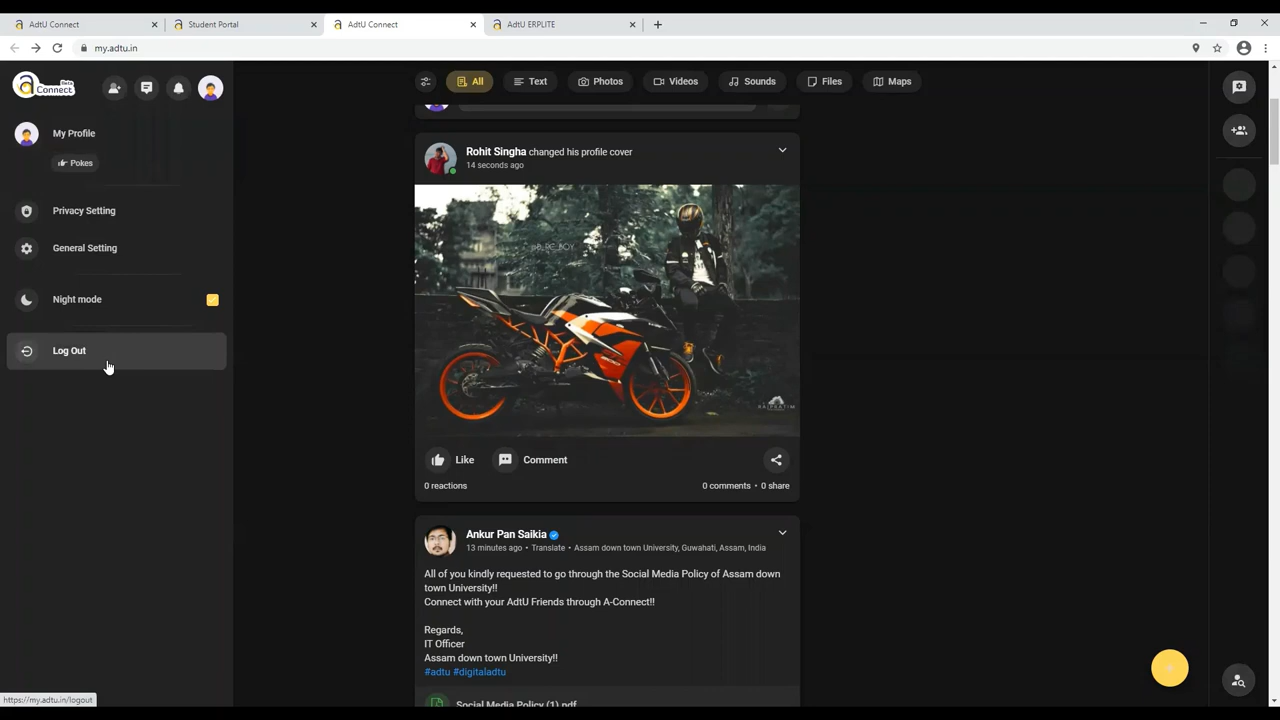 AdtU Connect
Student Portal
AdtU Connect
AdtU ERPLITE
my.adtu.in
Connect Beta
All
Text
Photos
Videos
Sounds
Files
Maps
My Profile
Pokes
Privacy Setting
General Setting
Night mode
Log Out
Rohit Singha changed his profile cover
14 seconds ago
RAJPRATIM
Like
Comment
0 reactions
0 comments • 0 share
Ankur Pan Saikia
13 minutes ago • Translate • Assam down town University, Guwahati, Assam, India
All of you kindly requested to go through the Social Media Policy of Assam down
town University!!
Connect with your AdtU Friends through A-Connect!!
Regards,
IT Officer
Assam down town University!!
#adtu #digitaladtu
Social Media Policy (1).pdf
https://my.adtu.in/logout